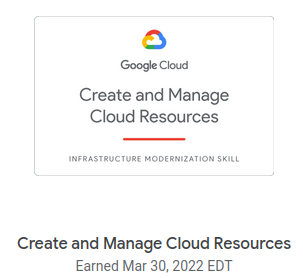 Google Cloud
Create and Manage
Cloud Resources
INFRASTRUCTURE MODERNIZATION SKILL
Create and Manage Cloud Resources
Earned Mar 30, 2022 EDT